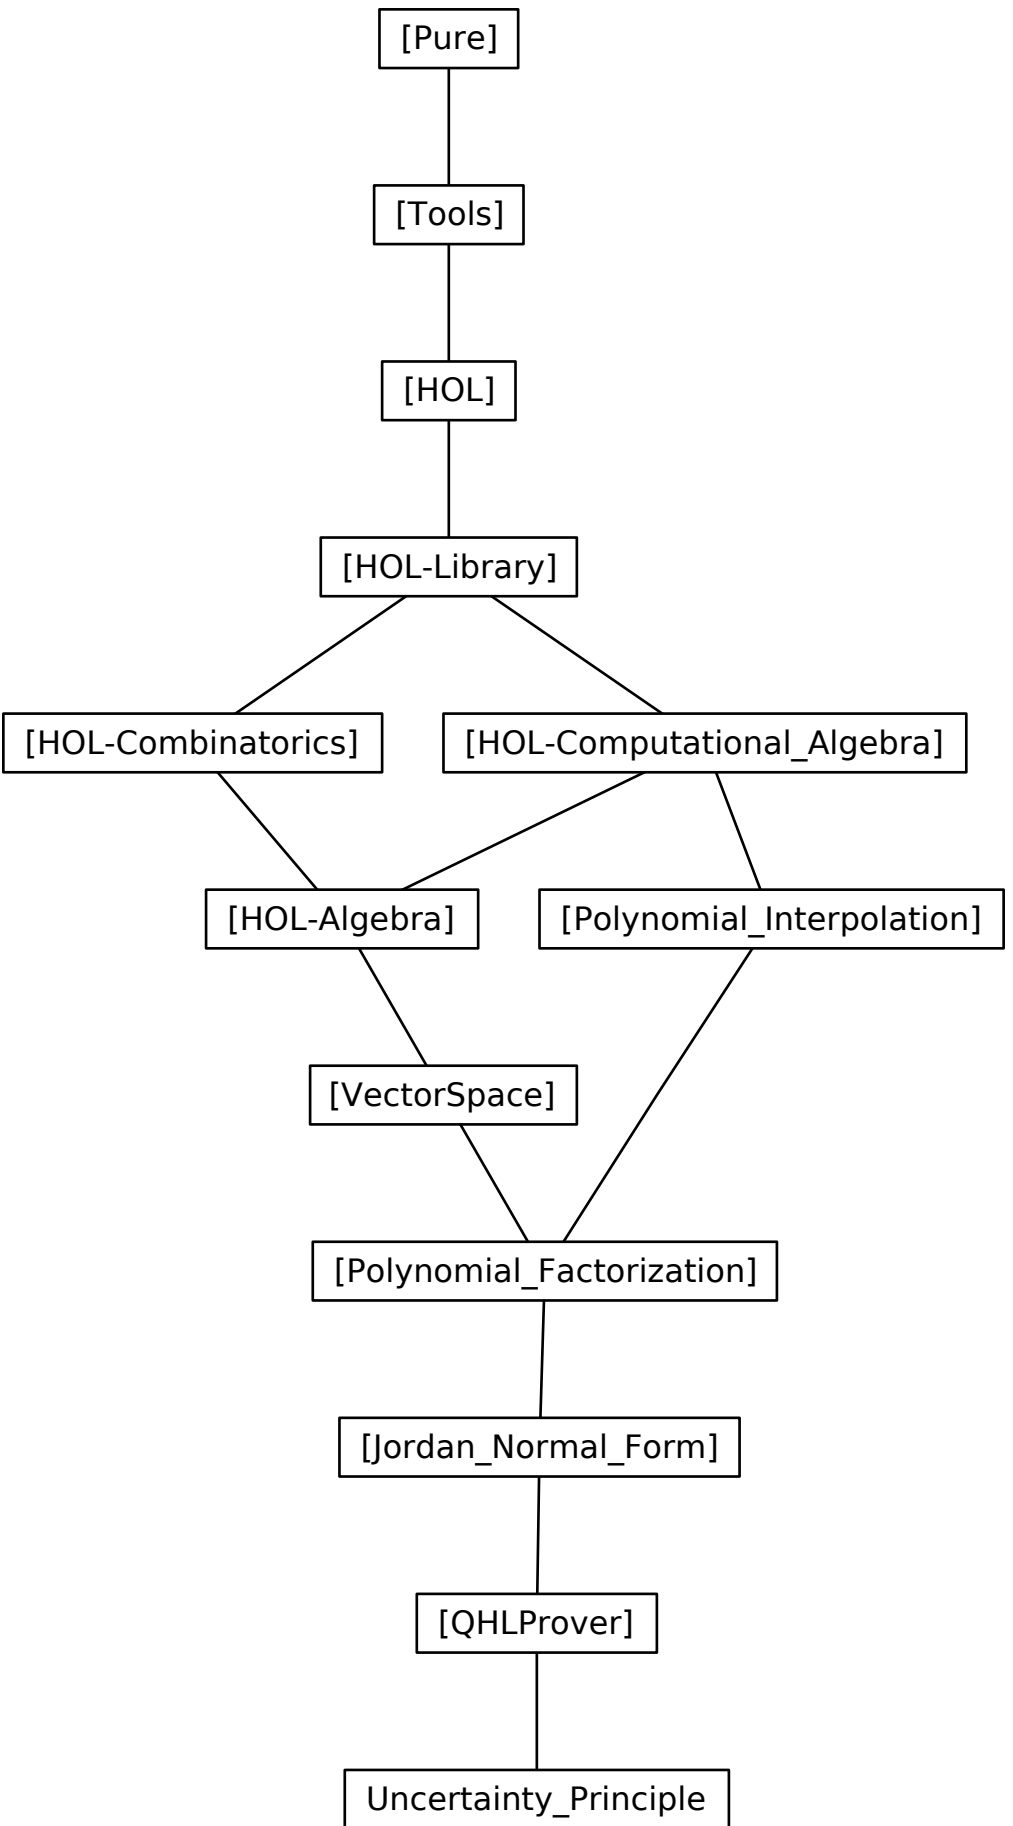 [Pure]
[Tools]
[HOL]
[HOL-Library]
[HOL-Combinatorics]
[HOL-Computational_Algebra]
[HOL-Algebra]
[Polynomial_Interpolation]
[VectorSpace]
[Polynomial_Factorization]
[Jordan_Normal_Form]
[QHLProver]
Uncertainty_Principle